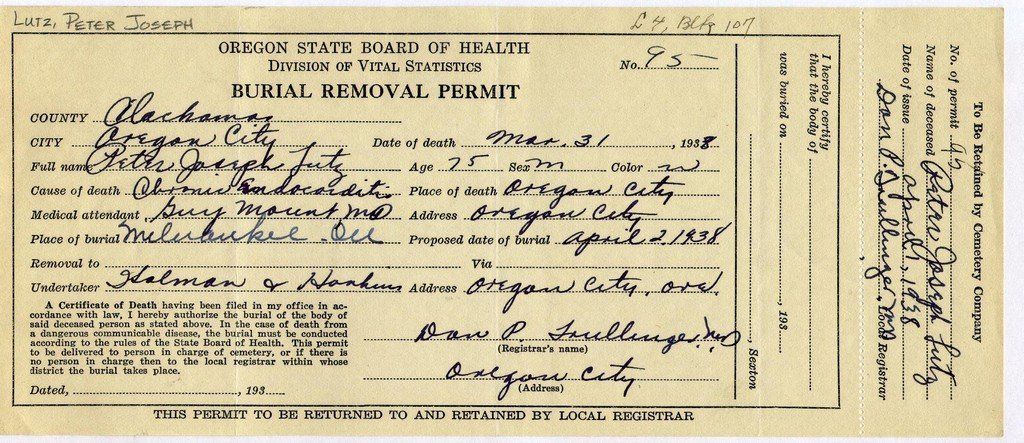 LUTZ, PETER JOSEPH
L 4, Blk 107
OREGON STATE BOARD OF HEALTH
DIVISION OF VITAL STATISTICS
No. 95
BURIAL REMOVAL PERMIT
COUNTY Clackamas
CITY Oregon City Date of death Mar. 31, 1938
Full name Peter Joseph Lutz Age 75 Sex M Color W
Cause of death Chronic Endocarditis Place of death Oregon City
Medical attendant Guy Mount MD Address Oregon City
Place of burial Milwaukee Ore Proposed date of burial April 2 1938
Removal to Via
Undertaker Holman & Hankins Address Oregon City, Ore.
A Certificate of Death having been filed in my office in ac-
cordance with law, I hereby authorize the burial of the body of
said deceased person as stated above. In the case of death from
a dangerous communicable disease, the burial must be conducted
according to the rules of the State Board of Health. This permit
to be delivered to person in charge of cemetery, or if there is
no person in charge then to the local registrar within whose
district the burial takes place.
Dated, , 193
Don P. Trullinger
(Registrar's name)
Oregon City
(Address)
THIS PERMIT TO BE RETURNED TO AND RETAINED BY LOCAL REGISTRAR
I hereby certify
that the body of
was buried on , 193
, Sexton
To Be Retained by Cemetery Company
No. of permit 95
Name of deceased Peter Joseph Lutz
Date of issue April 1, 1938
Don P. Trullinger, MD Local Registrar